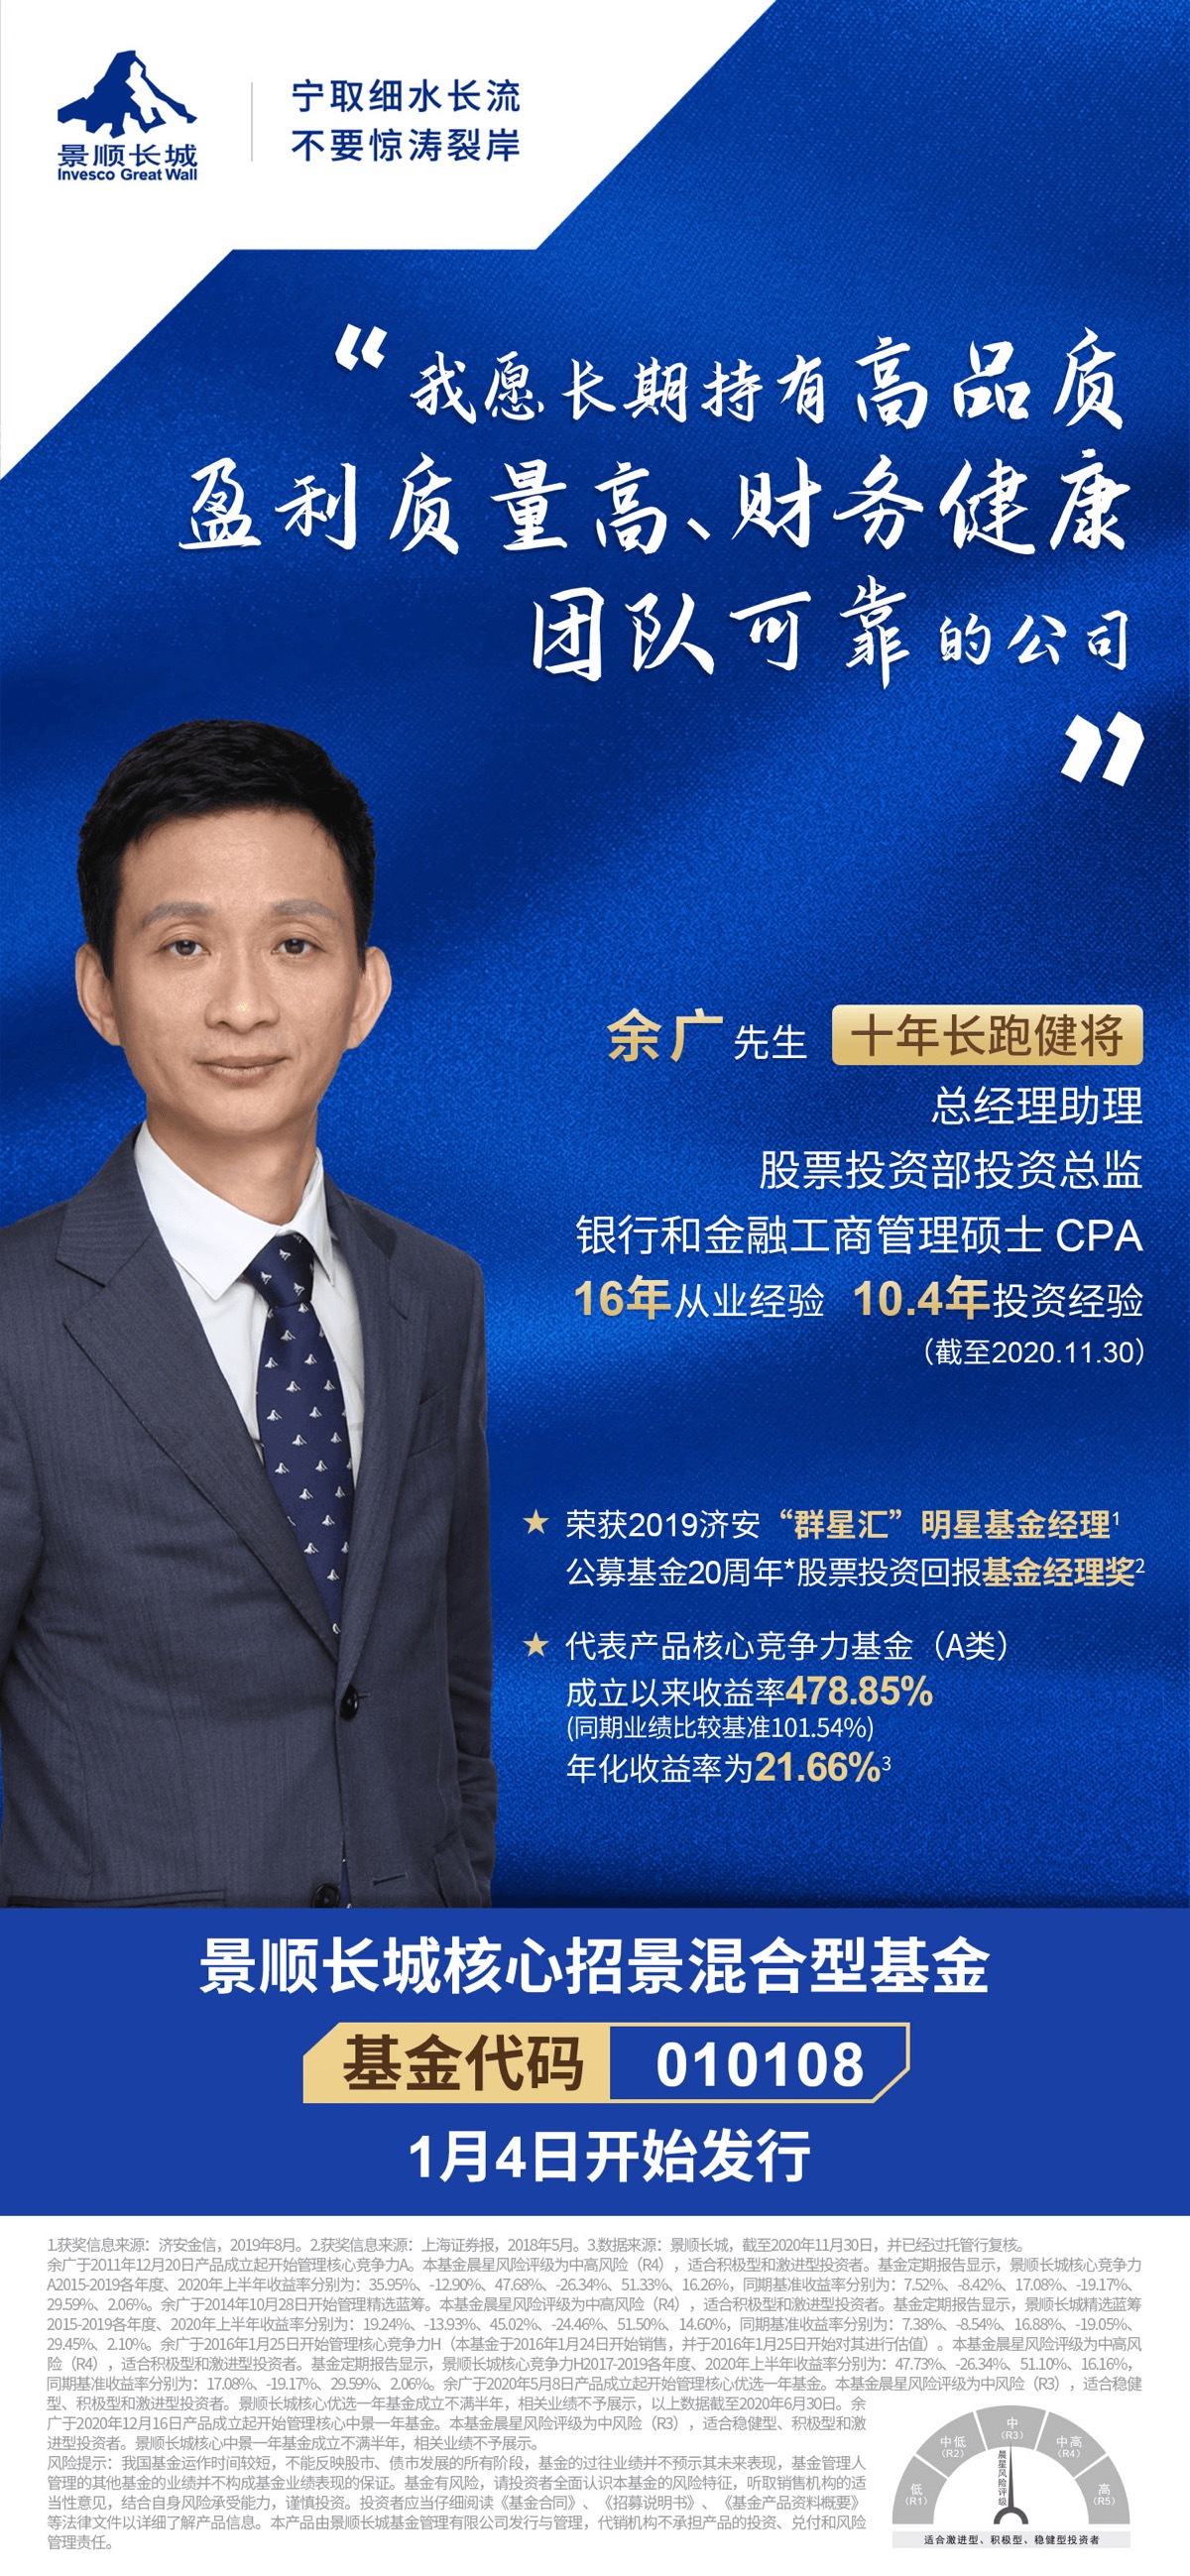 景顺长城
Invesco Great Wall
宁取细水长流
不要惊涛裂岸
“我愿长期持有高品质
盈利质量高、财务健康
团队可靠的公司”
余广先生 十年长跑健将
总经理助理
股票投资部投资总监
银行和金融工商管理硕士 CPA
16年从业经验 10.4年投资经验
（截至2020.11.30）
★ 荣获2019济安“群星汇”明星基金经理1
公募基金20周年*股票投资回报基金经理奖2
★ 代表产品核心竞争力基金（A类）
成立以来收益率478.85%
(同期业绩比较基准101.54%)
年化收益率为21.66%3
景顺长城核心招景混合型基金
基金代码 010108
1月4日开始发行
1.获奖信息来源：济安金信，2019年8月。2.获奖信息来源：上海证券报，2018年5月。3.数据来源：景顺长城，截至2020年11月30日，并已经过托管行复核。
余广于2011年12月20日产品成立起开始管理核心竞争力A。本基金晨星风险评级为中高风险（R4），适合积极型和激进型投资者。基金定期报告显示，景顺长城核心竞争力
A2015-2019各年度、2020年上半年收益率分别为：35.95%、-12.90%、47.68%、-26.34%、51.33%、16.26%，同期基准收益率分别为：7.52%、-8.42%、17.08%、-19.17%、
29.59%、2.06%。余广于2014年10月28日开始管理精选蓝筹。本基金晨星风险评级为中高风险（R4），适合积极型和激进型投资者。基金定期报告显示，景顺长城精选蓝筹
2015-2019各年度、2020年上半年收益率分别为：19.24%、-13.93%、45.02%、-24.46%、51.50%、14.60%，同期基准收益率分别为：7.38%、-8.54%、16.88%、-19.05%、
29.45%、2.10%。余广于2016年1月25日开始管理核心竞争力H（本基金于2016年1月24日开始销售，并于2016年1月25日开始对其进行估值）。本基金晨星风险评级为中高风
险（R4），适合积极型和激进型投资者。基金定期报告显示，景顺长城核心竞争力H2017-2019各年度、2020年上半年收益率分别为：47.73%、-26.34%、51.10%、16.16%，
同期基准收益率分别为：17.08%、-19.17%、29.59%、2.06%。余广于2020年5月8日产品成立起开始管理核心优选一年基金。本基金晨星风险评级为中风险（R3），适合稳健
型、积极型和激进型投资者。景顺长城核心优选一年基金成立不满半年，相关业绩不予展示，以上数据截至2020年6月30日。余
广于2020年12月16日产品成立起开始管理核心中景一年基金。本基金晨星风险评级为中风险（R3），适合稳健型、积极型和激
进型投资者。景顺长城核心中景一年基金成立不满半年，相关业绩不予展示。
风险提示：我国基金运作时间较短，不能反映股市、债市发展的所有阶段，基金的过往业绩并不预示其未来表现，基金管理人
管理的其他基金的业绩并不构成基金业绩表现的保证。基金有风险，请投资者全面认识本基金的风险特征，听取销售机构的适
当性意见，结合自身风险承受能力，谨慎投资。投资者应当仔细阅读《基金合同》、《招募说明书》、《基金产品资料概要》
等法律文件以详细了解产品信息。本产品由景顺长城基金管理有限公司发行与管理，代销机构不承担产品的投资、兑付和风险
管理责任。
低（R1）
中低（R2）
中（R3）
中高（R4）
高（R5）
晨星风险评级
适合激进型、积极型、稳健型投资者